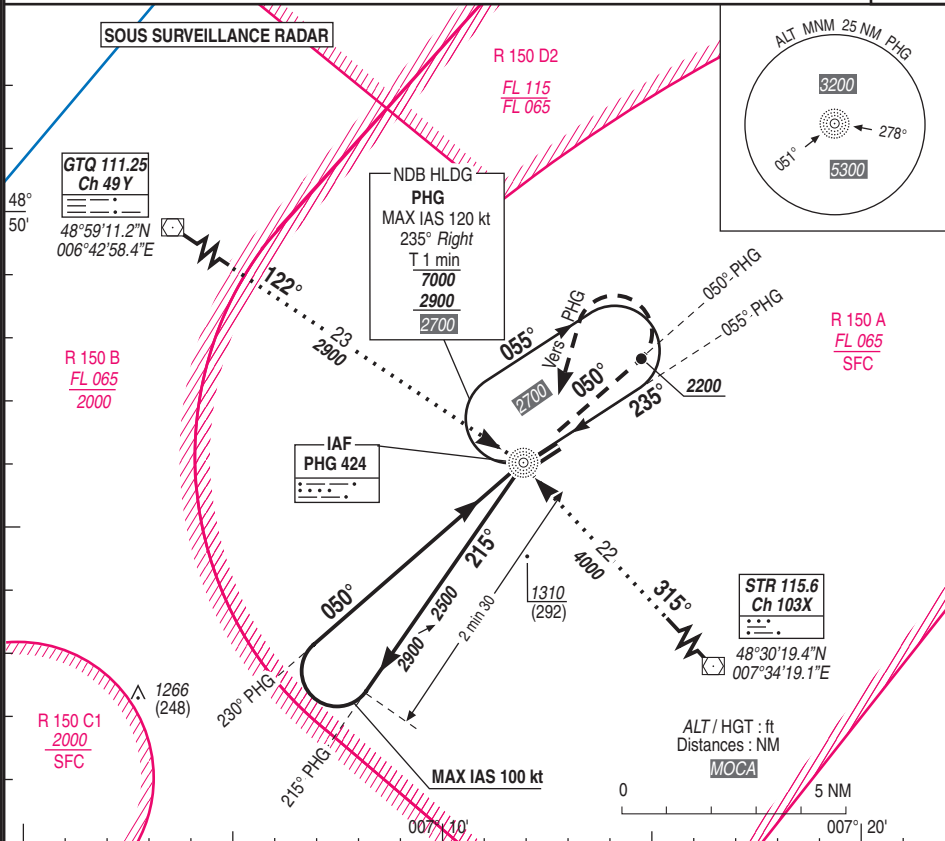 SOUS SURVEILLANCE RADAR
R 150 D2
FL 115
FL 065
ALT MNM 25 NM PHG
3200
278°
051°
5300
GTQ 111.25
Ch 49Y
48°59'11.2"N
006°42'58.4"E
48°
50'
NDB HLDG
PHG
MAX IAS 120 kt
235° Right
T 1 min
7000
2900
2700
122°
23
2900
055°
Vers PHG
050°
2700
235°
2200
050° PHG
055° PHG
R 150 A
FL 065
SFC
R 150 B
FL 065
2000
IAF
PHG 424
215°
050°
2900 → 2500
2 min 30
1310
(292)
22
4000
315°
STR 115.6
Ch 103X
48°30'19.4"N
007°34'19.1"E
1266
(248)
R 150 C1
2000
SFC
230° PHG
215° PHG
MAX IAS 100 kt
ALT / HGT : ft
Distances : NM
MOCA
0
5 NM
007° 10'
007° 20'